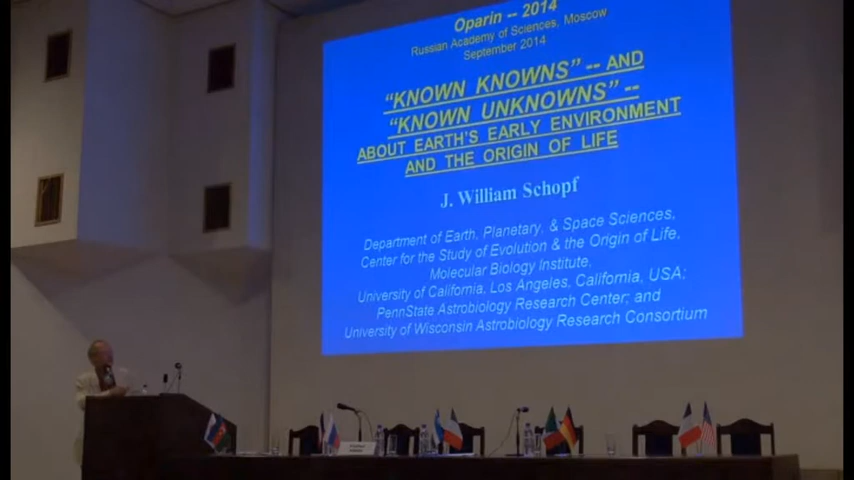 Oparin -- 2014
Russian Academy of Sciences, Moscow
September 2014
“KNOWN KNOWNS” -- AND
“KNOWN UNKNOWNS” --
ABOUT EARTH’S EARLY ENVIRONMENT
AND THE ORIGIN OF LIFE
J. William Schopf
Department of Earth, Planetary, & Space Sciences,
Center for the Study of Evolution & the Origin of Life,
Molecular Biology Institute,
University of California, Los Angeles, California, USA;
PennState Astrobiology Research Center; and
University of Wisconsin Astrobiology Research Consortium